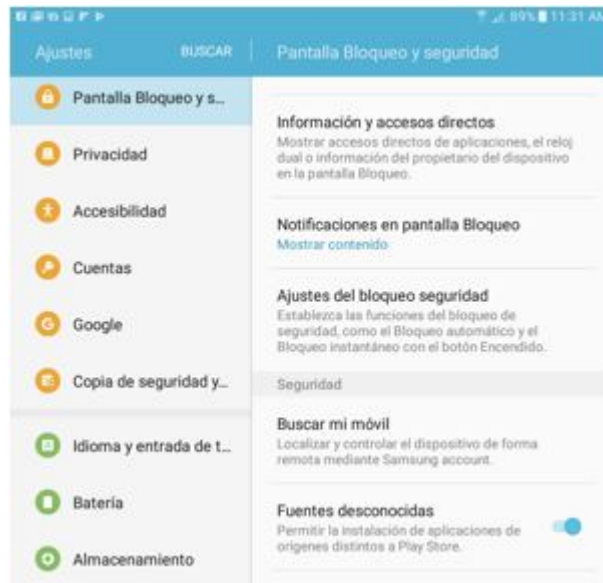 89% 11:31 AM
Ajustes
BUSCAR
Pantalla Bloqueo y seguridad
Pantalla Bloqueo y s...
Privacidad
Accesibilidad
Cuentas
Google
Copia de seguridad y...
Idioma y entrada de t...
Batería
Almacenamiento
Información y accesos directos
Mostrar accesos directos de aplicaciones, el reloj
dual o información del propietario del dispositivo
en la pantalla Bloqueo.
Notificaciones en pantalla Bloqueo
Mostrar contenido
Ajustes del bloqueo seguridad
Establezca las funciones del bloqueo de
seguridad, como el Bloqueo automático y el
Bloqueo instantáneo con el botón Encendido.
Seguridad
Buscar mi móvil
Localizar y controlar el dispositivo de forma
remota mediante Samsung account.
Fuentes desconocidas
Permitir la instalación de aplicaciones de
orígenes distintos a Play Store.